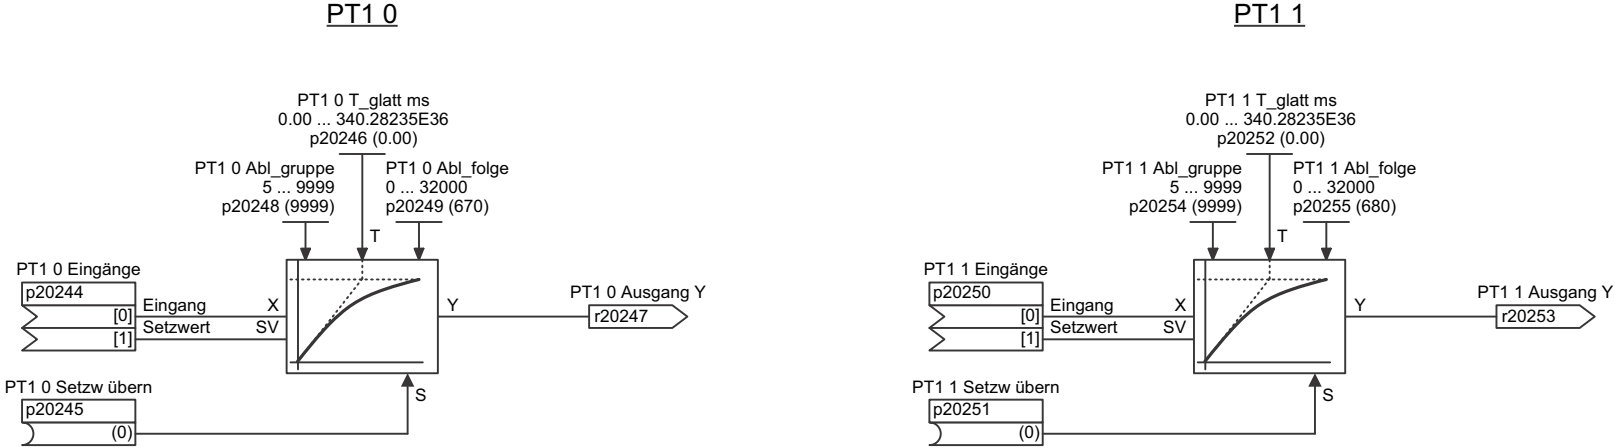 PT1 0
PT1 0 T_glatt ms
0.00 ... 340.28235E36
p20246 (0.00)
PT1 0 Abl_gruppe
5 ... 9999
p20248 (9999)
PT1 0 Abl_folge
0 ... 32000
p20249 (670)
T
PT1 0 Eingänge
p20244
[0]
[1]
Eingang X
Setzwert SV
Y
PT1 0 Ausgang Y
r20247
PT1 0 Setzw übern
p20245
(0)
S
PT1 1
PT1 1 T_glatt ms
0.00 ... 340.28235E36
p20252 (0.00)
PT1 1 Abl_gruppe
5 ... 9999
p20254 (9999)
PT1 1 Abl_folge
0 ... 32000
p20255 (680)
T
PT1 1 Eingänge
p20250
[0]
[1]
Eingang X
Setzwert SV
Y
PT1 1 Ausgang Y
r20253
PT1 1 Setzw übern
p20251
(0)
S